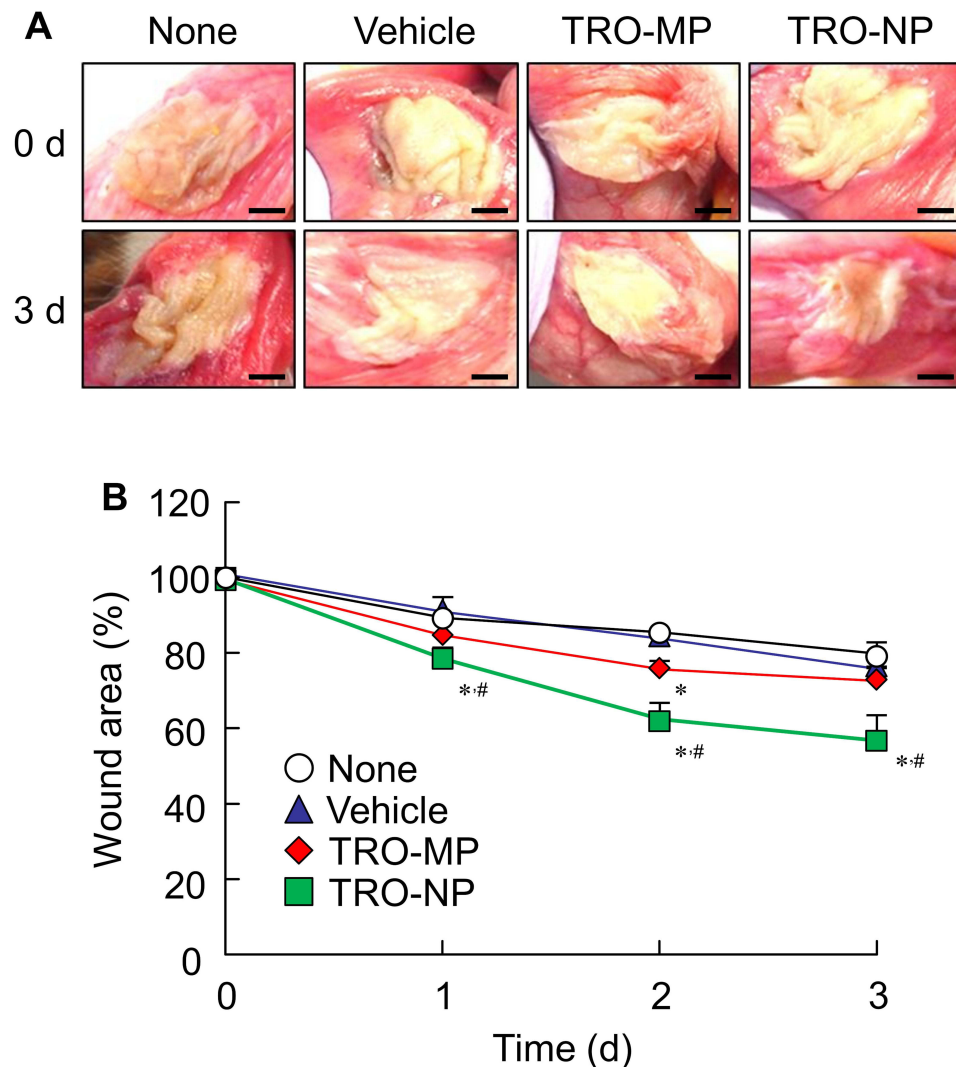 A
None Vehicle TRO-MP TRO-NP
0 d
3 d
B
120
100
80
60
40
20
0
Wound area (%)
*,#
*
*,#
*,#
None
Vehicle
TRO-MP
TRO-NP
0 1 2 3
Time (d)